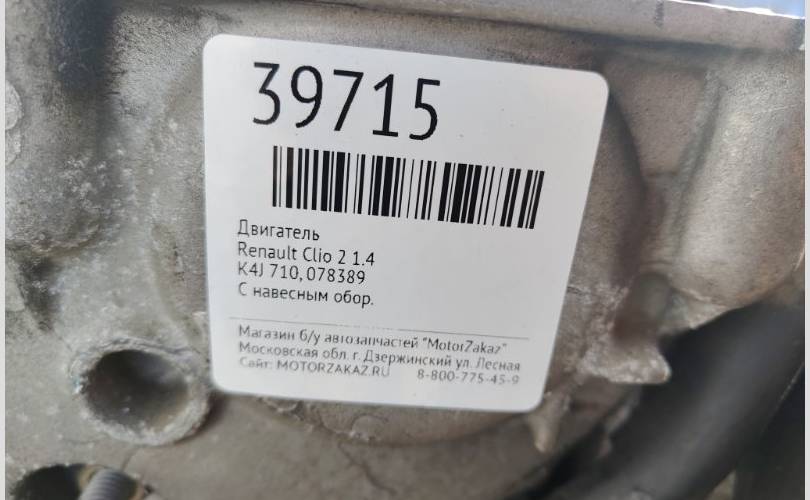 39715
Двигатель
Renault Clio 2 1.4
K4J 710, 078389
С навесным обор.
Магазин б/у автозапчастей "MotorZakaz"
Московская обл. г. Дзержинский ул. Лесная
Сайт: MOTORZAKAZ.RU 8-800-775-45-9